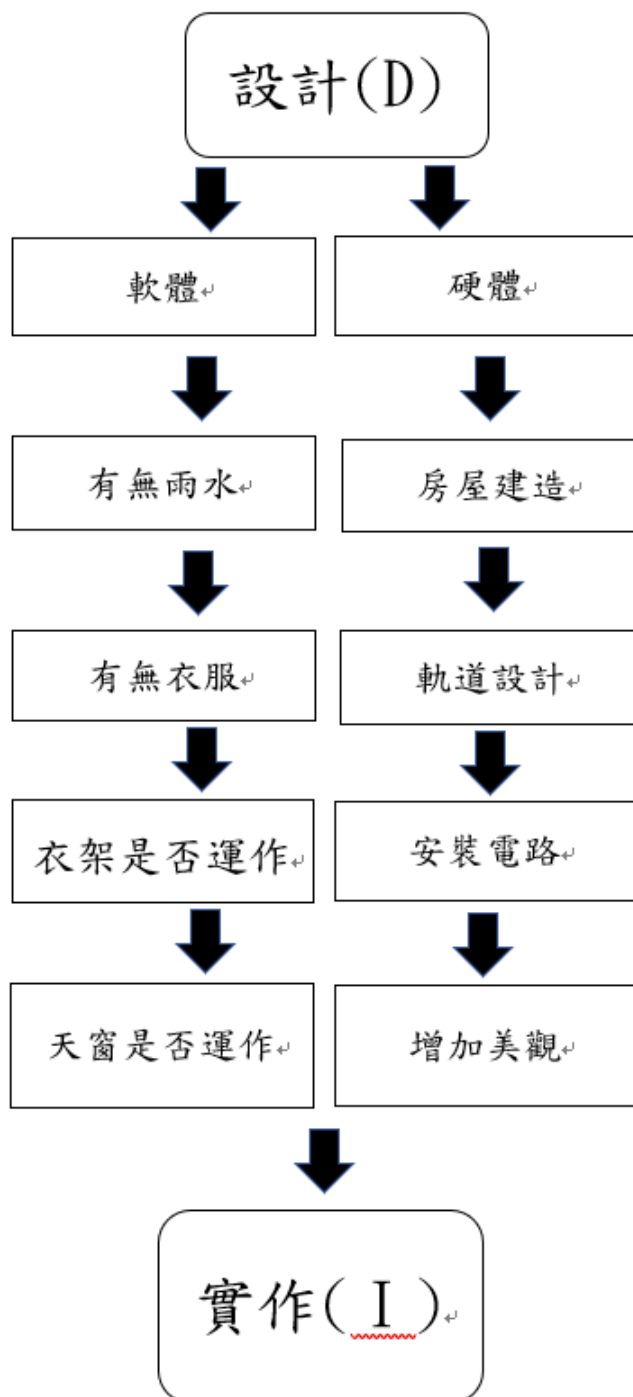 設計(D)
軟體
硬體
有無雨水
房屋建造
有無衣服
軌道設計
衣架是否運作
安裝電路
天窗是否運作
增加美觀
實作(I)